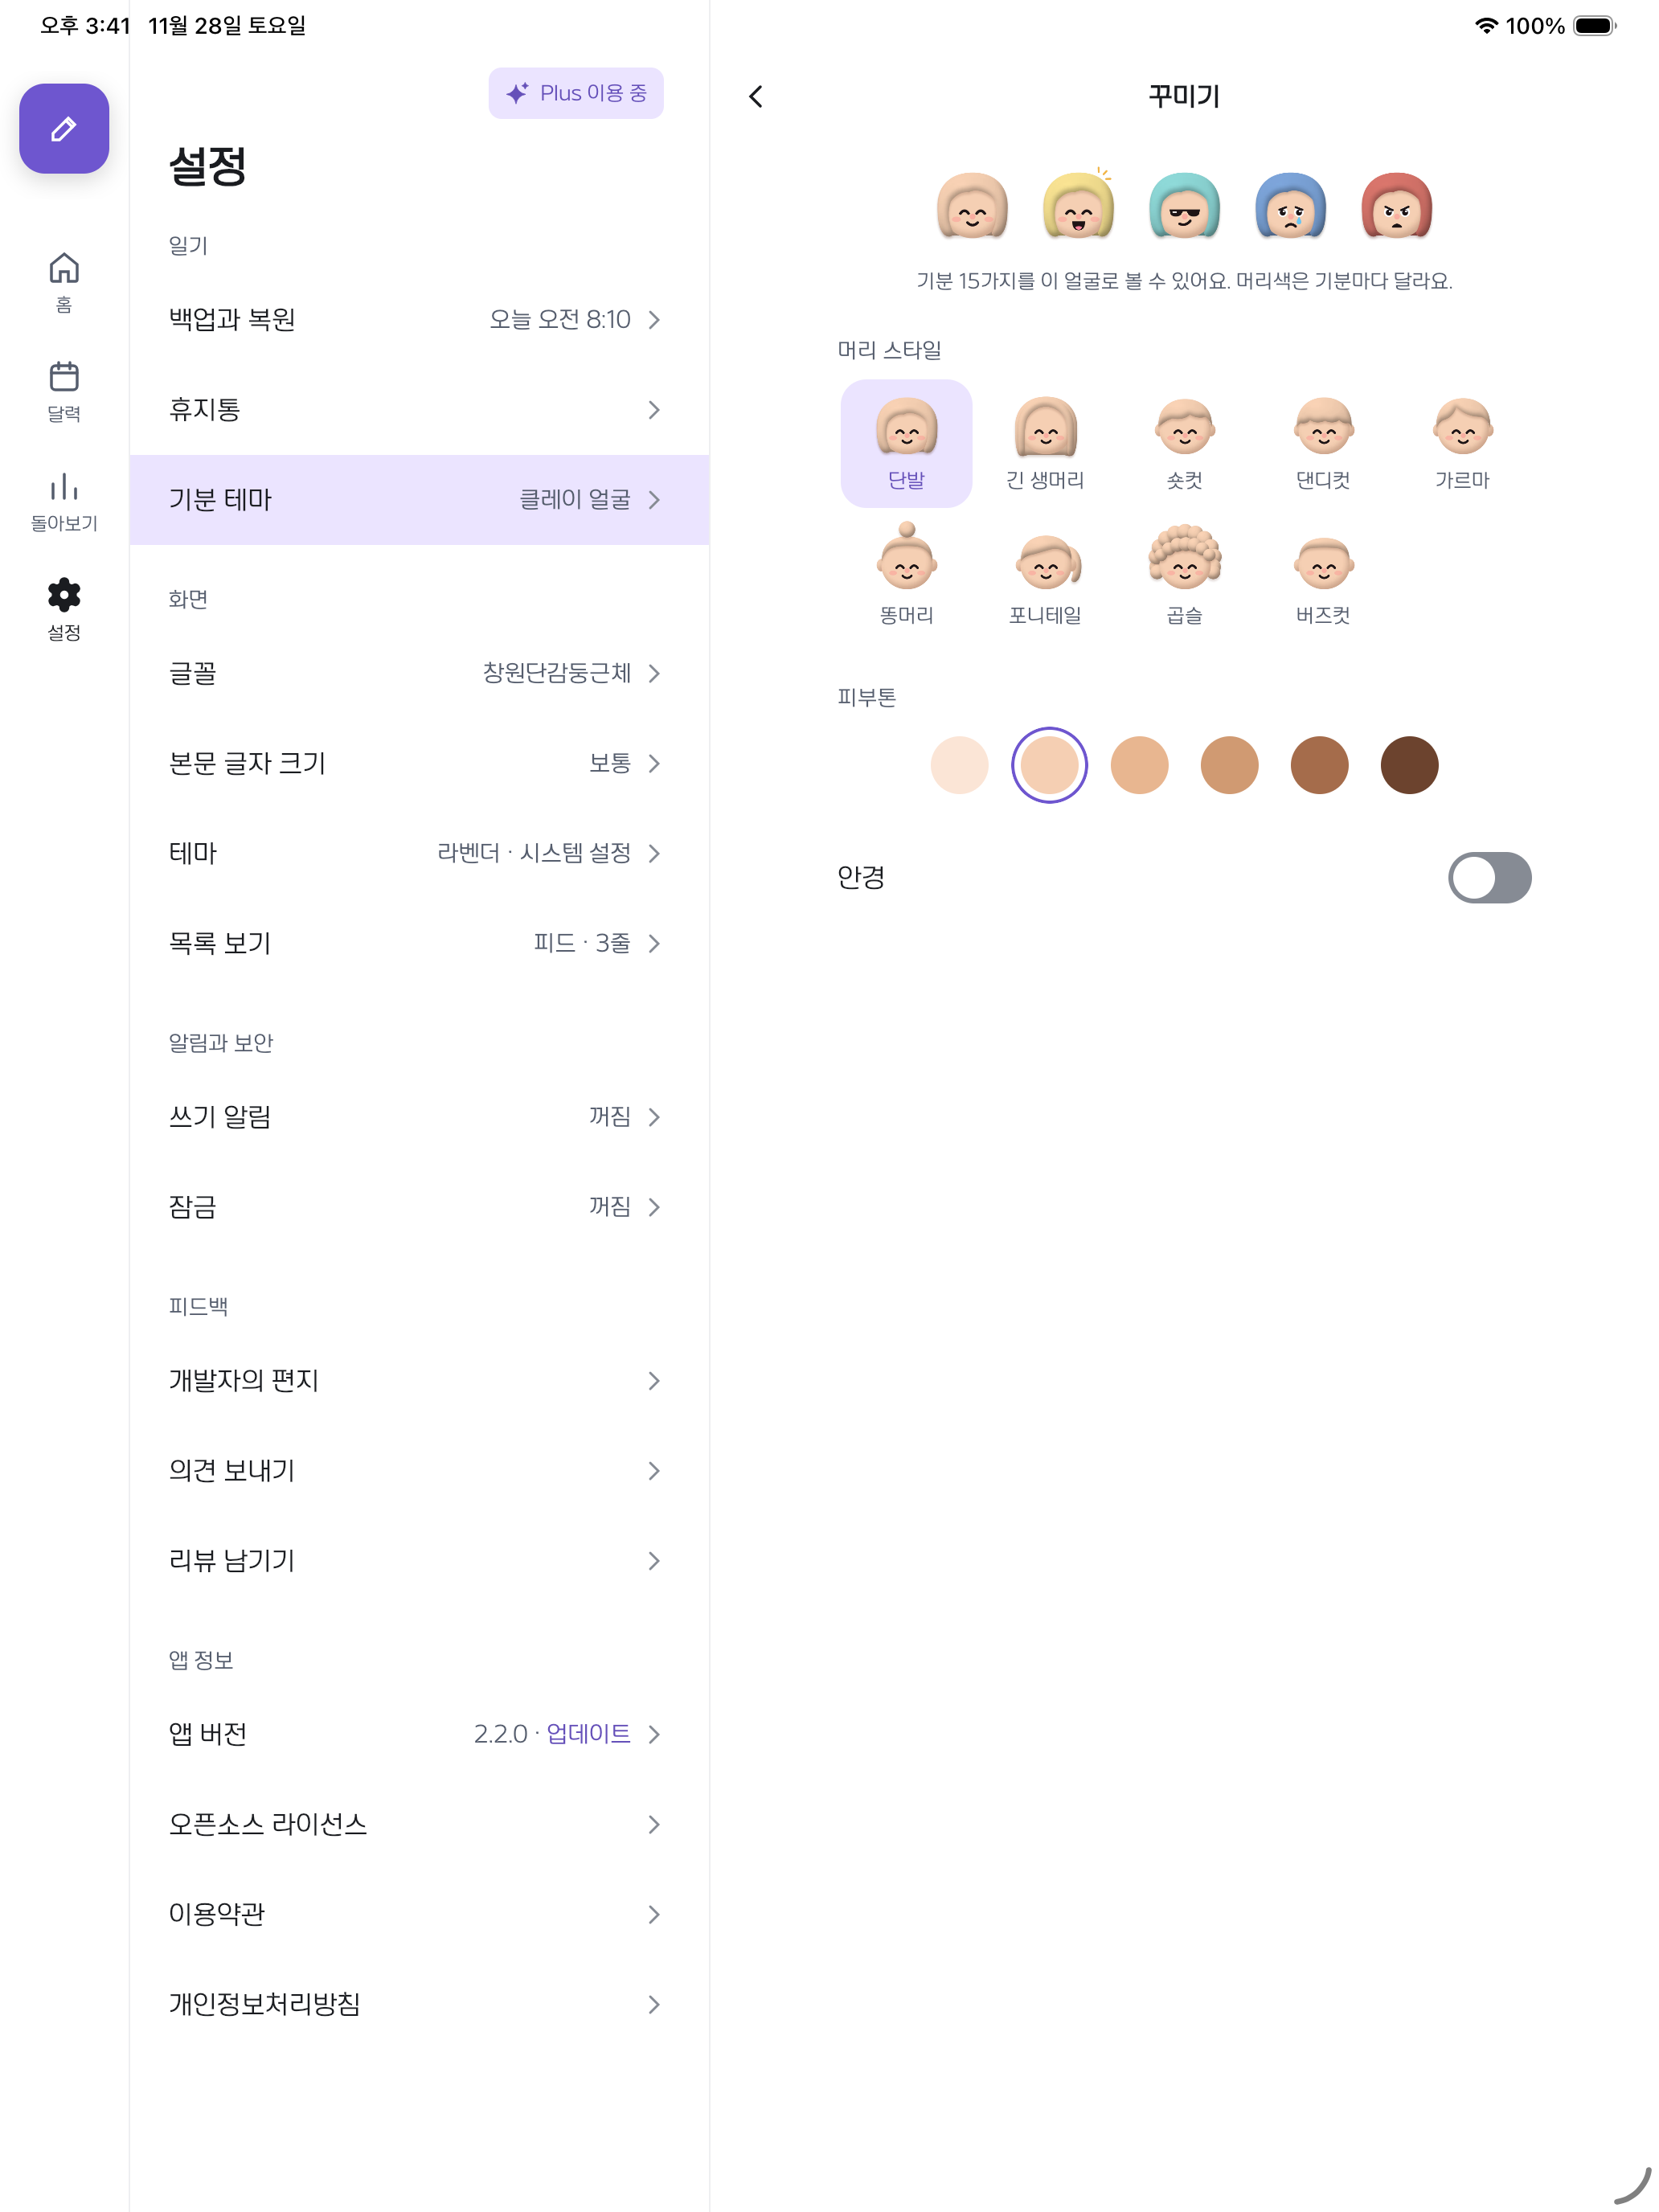 오후 3:41 11월 28일 토요일
100%
홈
달력
돌아보기
설정
Plus 이용 중
설정
일기
백업과 복원 오늘 오전 8:10
휴지통
기분 테마 클레이 얼굴
화면
글꼴 창원단감둥근체
본문 글자 크기 보통
테마 라벤더 · 시스템 설정
목록 보기 피드 · 3줄
알림과 보안
쓰기 알림 꺼짐
잠금 꺼짐
피드백
개발자의 편지
의견 보내기
리뷰 남기기
앱 정보
앱 버전 2.2.0 · 업데이트
오픈소스 라이선스
이용약관
개인정보처리방침
꾸미기
기분 15가지를 이 얼굴로 볼 수 있어요. 머리색은 기분마다 달라요.
머리 스타일
단발 긴 생머리 숏컷 댄디컷 가르마
똥머리 포니테일 곱슬 버즈컷
피부톤
안경